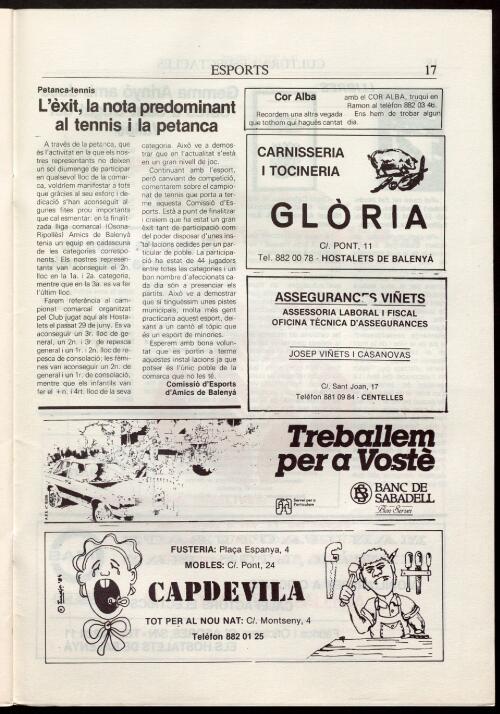 ESPORTS
17
Petanca-tennis
L'èxit, la nota predominant
al tennis i la petanca
A través de la petanca, que
és l'activitat en la que els nos-
tres representants no deixen
un sol diumenge de participar
en qualsevol lloc de la comar-
ca, voldríem manifestar a tots
que gràcies al seu esforç i de-
dicació s'han aconseguit al-
gunes fites prou importants
que cal esmentar: en la finalit-
zada lliga comarcal (Osona-
Ripollès) Amics de Balenyà
tenia un equip en cadascuna
de les categories correspo-
nents. Els nostres represen-
tants van aconseguir el 2n.
lloc en la 1a. i 2a. categoria,
mentre que en la 3a. es va fer
l'últim lloc.
Farem referència al cam-
pionat comarcal organitzat
pel Club jugat aquí als Hostals
lets el passat 29 de juny. Es va
aconseguir un 3r. lloc de ge-
neral, un 2n. i 3r. de repesca
general i un 1r. i 2n. lloc de re-
pesca de consolació; les fèmi-
nes van aconseguir un 2n. de
general i un 1r. de consolació,
mentre que els infantils van
fer el 4n. i 4rt. lloc de la seva
categoria. Això ve a demos-
trar que en l'actualitat s'està
en un gran nivell de joc.
Continuant amb l'esport,
però canviant de competició,
comentarem sobre el campio-
nat de tennis que porta a ter-
me aquesta Comissió d'Es-
ports. Està a punt de finalitzar
i creiem que ha estat un gran
èxit tant de participació com
del poder disposar d'unes ins-
tal·lacions cedides per un par-
ticular de poble. La participa-
ció ha estat de 44 jugadors
entre totes les categories i un
bon nombre d'afeccionats ca-
da dia són a presenciar els
partits. Això ve a demostrar
que si tinguéssim unes pistes
municipals, molta més gent
practicaria aquest esport, dei-
xant a un cantó el tòpic que
és un esport de minories.
Esperem amb bona volun-
tat que es portin a terme
aquestes instal·lacions ja que
potser és l'únic poble de la
comarca que no les té.
Comissió d'Esports
d'Amics de Balenyà
Cor Alba
Recordem una altra vegada
que tothom qui hagués cantat
amb el COR ALBA, truqui en
Ramon al telèfon 882 03 46.
Ens hem de trobar algun
dia.
CARNISSERIA
I TOCINERIA
GLÒRIA
C/. PONT, 11
Tel. 882 00 78 - HOSTALETS DE BALENYÀ
ASSEGURANCES VIÑETS
ASSESSORIA LABORAL I FISCAL
OFICINA TÈCNICA D'ASSEGURANCES
JOSEP VIÑETS I CASANOVAS
C/. Sant Joan, 17
Telèfon 881 09 84 - CENTELLES
Treballem
per a Vostè
Servei per a
Particulars
BANC DE
SABADELL
Bon Servei
FUSTERIA: Plaça Espanya, 4
MOBLES: C/. Pont, 24
CAPDEVILA
TOT PER AL NOU NAT: C/. Montseny, 4
Telèfon 882 01 25